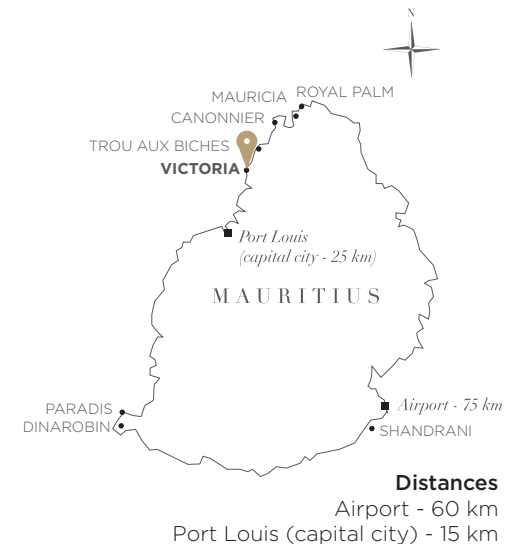 N
MAURICIA
ROYAL PALM
CANONNIER
TROU AUX BICHES
VICTORIA
Port Louis
(capital city - 25 km)
MAURITIUS
PARADIS
DINAROBIN
Airport - 75 km
SHANDRANI
Distances
Airport - 60 km
Port Louis (capital city) - 15 km